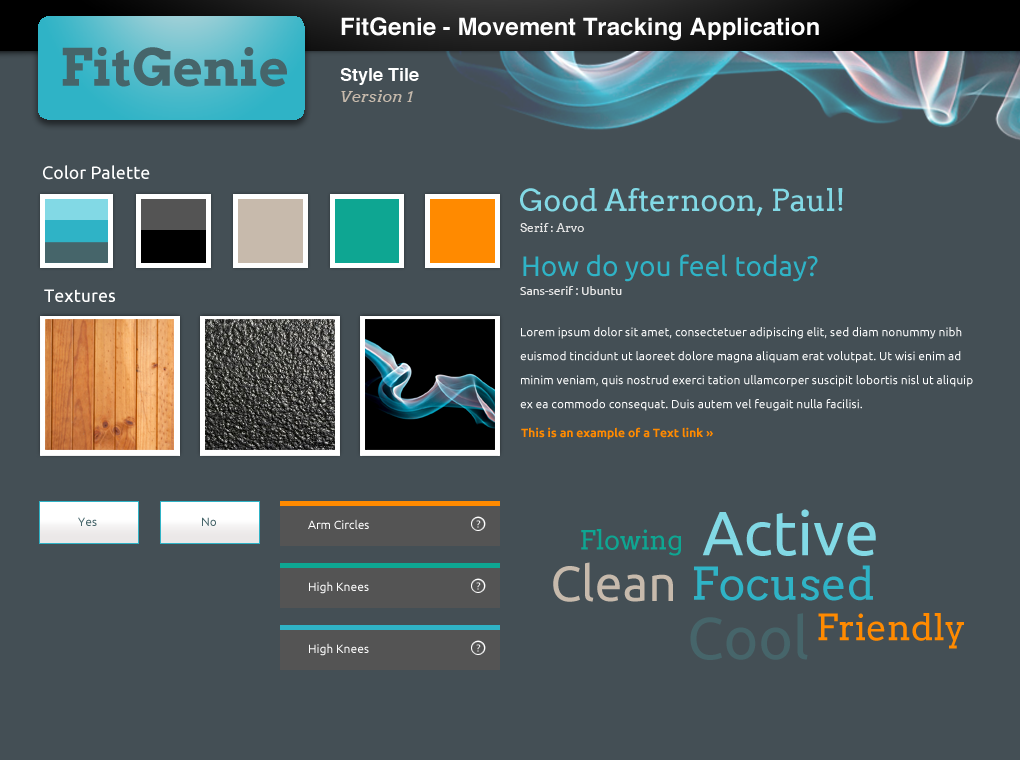 FitGenie
FitGenie - Movement Tracking Application
Style Tile
Version 1
Color Palette
Textures
Good Afternoon, Paul!
Serif : Arvo
How do you feel today?
Sans-serif : Ubuntu
Lorem ipsum dolor sit amet, consectetuer adipiscing elit, sed diam nonummy nibh
euismod tincidunt ut laoreet dolore magna aliquam erat volutpat. Ut wisi enim ad
minim veniam, quis nostrud exerci tation ullamcorper suscipit lobortis nisl ut aliquip
ex ea commodo consequat. Duis autem vel feugait nulla facilisi.
This is an example of a Text link »
Yes
No
Arm Circles ?
High Knees ?
High Knees ?
Flowing Active
Clean Focused
Cool Friendly